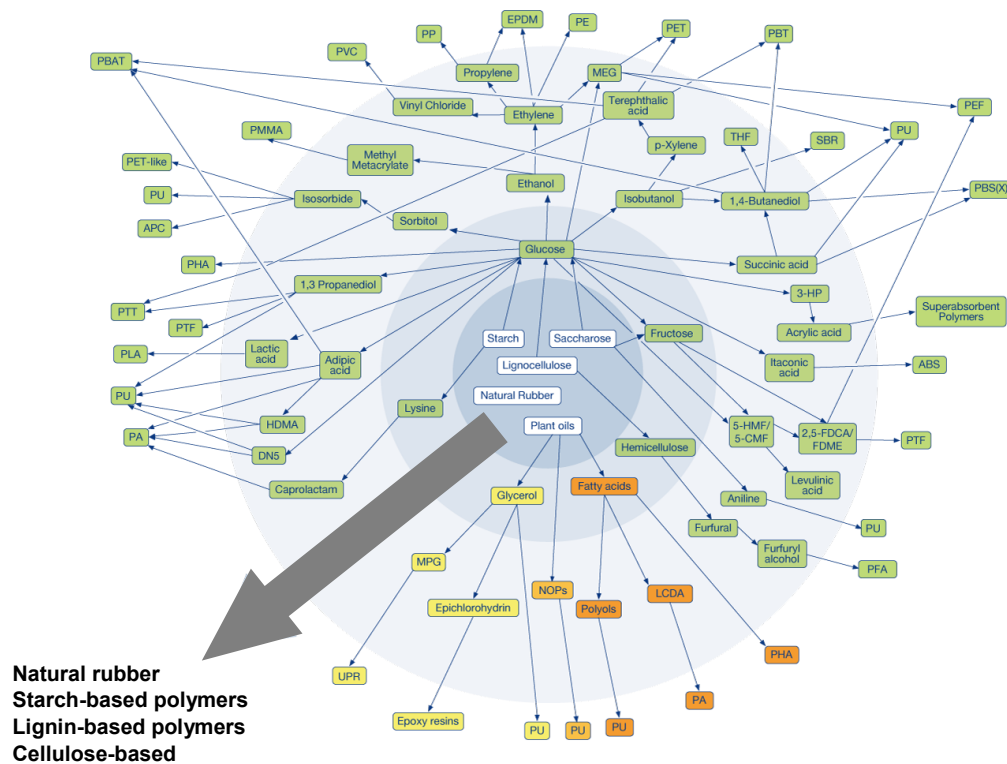 EPDM
PE
PP
PET
PBT
PVC
PBAT
Propylene
MEG
Vinyl Chloride
Ethylene
Terephthalic
acid
PEF
PMMA
THF
SBR
PU
p-Xylene
Methyl
Metacrylate
PET-like
Ethanol
PU
Isosorbide
Isobutanol
1,4-Butanediol
PBS(X)
APC
Sorbitol
Glucose
PHA
Succinic acid
1,3 Propanediol
3-HP
PTT
Superabsorbent
Polymers
PTF
Acrylic acid
Starch
Saccharose
Fructose
PLA
Lactic
acid
Adipic
acid
Lignocellulose
Itaconic
acid
ABS
PU
Natural Rubber
Lysine
HDMA
Plant oils
5-HMF/
5-CMF
2,5-FDCA/
FDME
PTF
PA
Hemicellulose
DN5
Caprolactam
Glycerol
Fatty acids
Levulinic
acid
Aniline
Furfural
PU
MPG
Furfuryl
alcohol
PFA
NOPs
LCDA
Epichlorohydrin
Polyols
PHA
UPR
PA
Epoxy resins
PU
PU
PU
Natural rubber
Starch-based polymers
Lignin-based polymers
Cellulose-based